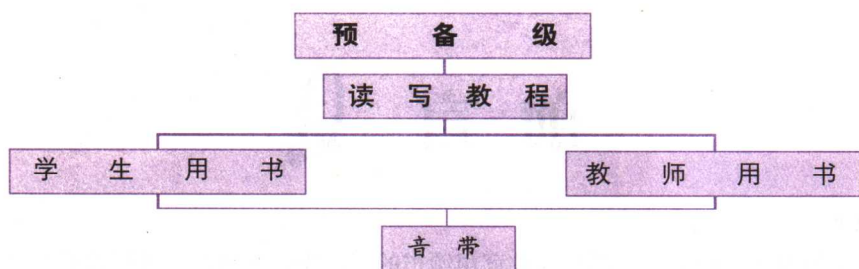 预备级
读写教程
学生用书
教师用书
音带